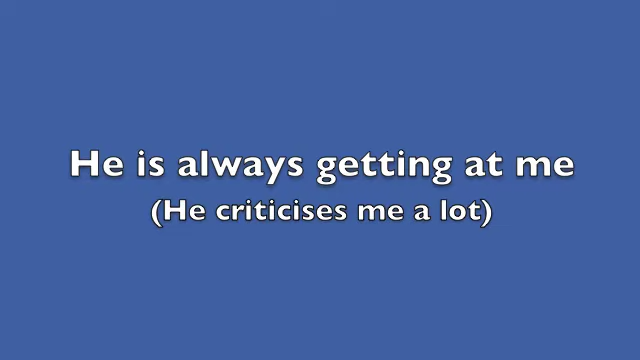 He is always getting at me
(He criticises me a lot)